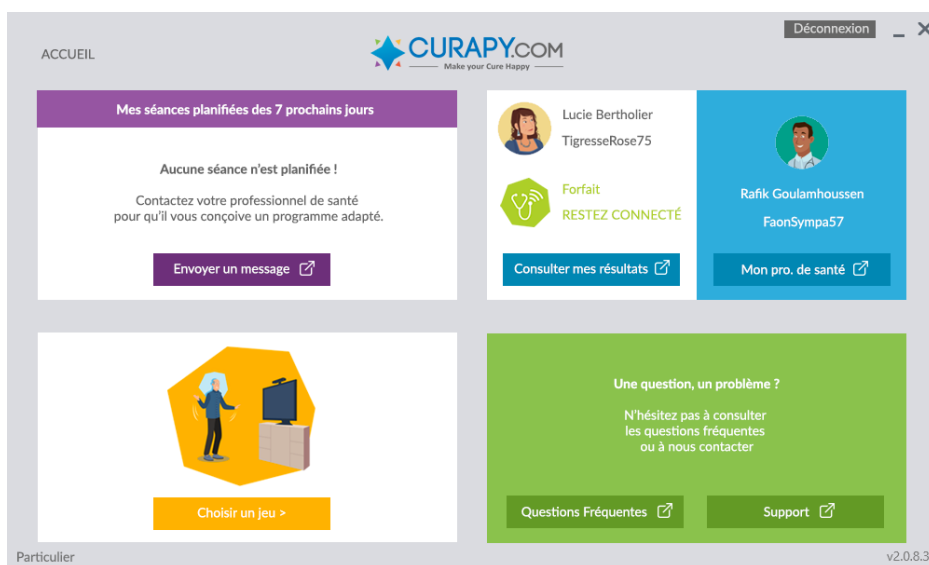 Déconnexion
ACCUEIL
CURAPY.COM
Make your Cure Happy
Mes séances planifiées des 7 prochains jours
Aucune séance n'est planifiée !
Contactez votre professionnel de santé
pour qu'il vous conçoive un programme adapté.
Envoyer un message
Lucie Bertholier
TigresseRose75
Forfait
RESTEZ CONNECTÉ
Consulter mes résultats
Rafik Goulamhoussen
FaonSympa57
Mon pro. de santé
Choisir un jeu >
Une question, un problème ?
N'hésitez pas à consulter
les questions fréquentes
ou à nous contacter
Questions Fréquentes
Support
Particulier
v2.0.8.3